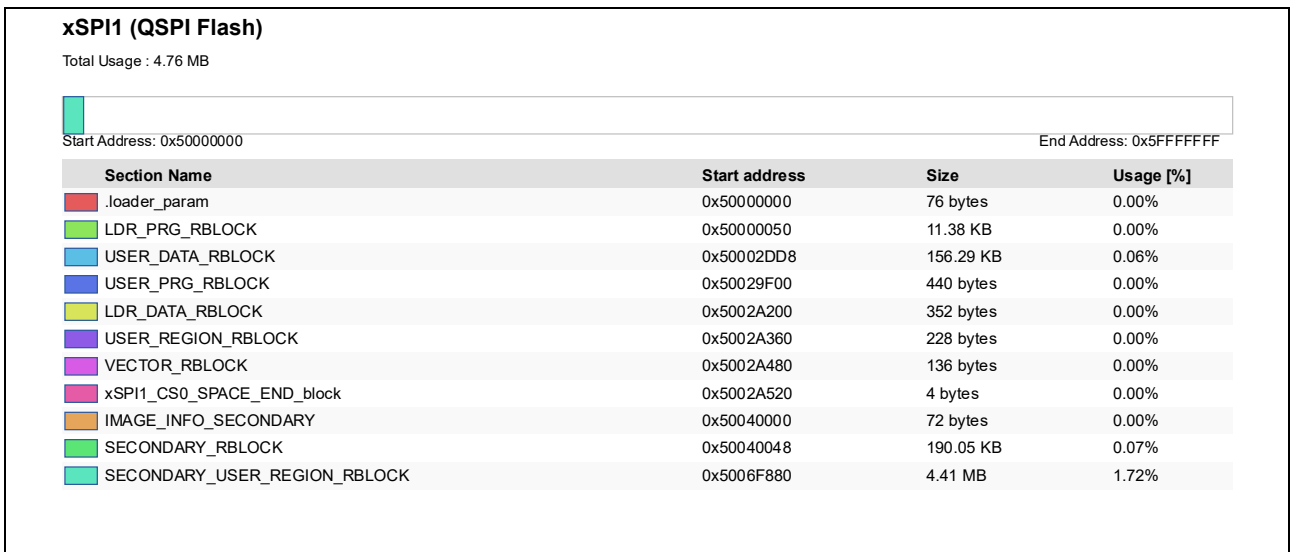 xSPI1 (QSPI Flash)
Total Usage : 4.76 MB
Start Address: 0x50000000 End Address: 0x5FFFFFFF
Section Name Start address Size Usage [%]
.loader_param 0x50000000 76 bytes 0.00%
LDR_PRG_RBLOCK 0x50000050 11.38 KB 0.00%
USER_DATA_RBLOCK 0x50002DD8 156.29 KB 0.06%
USER_PRG_RBLOCK 0x50029F00 440 bytes 0.00%
LDR_DATA_RBLOCK 0x5002A200 352 bytes 0.00%
USER_REGION_RBLOCK 0x5002A360 228 bytes 0.00%
VECTOR_RBLOCK 0x5002A480 136 bytes 0.00%
xSPI1_CS0_SPACE_END_block 0x5002A520 4 bytes 0.00%
IMAGE_INFO_SECONDARY 0x50040000 72 bytes 0.00%
SECONDARY_RBLOCK 0x50040048 190.05 KB 0.07%
SECONDARY_USER_REGION_RBLOCK 0x5006F880 4.41 MB 1.72%